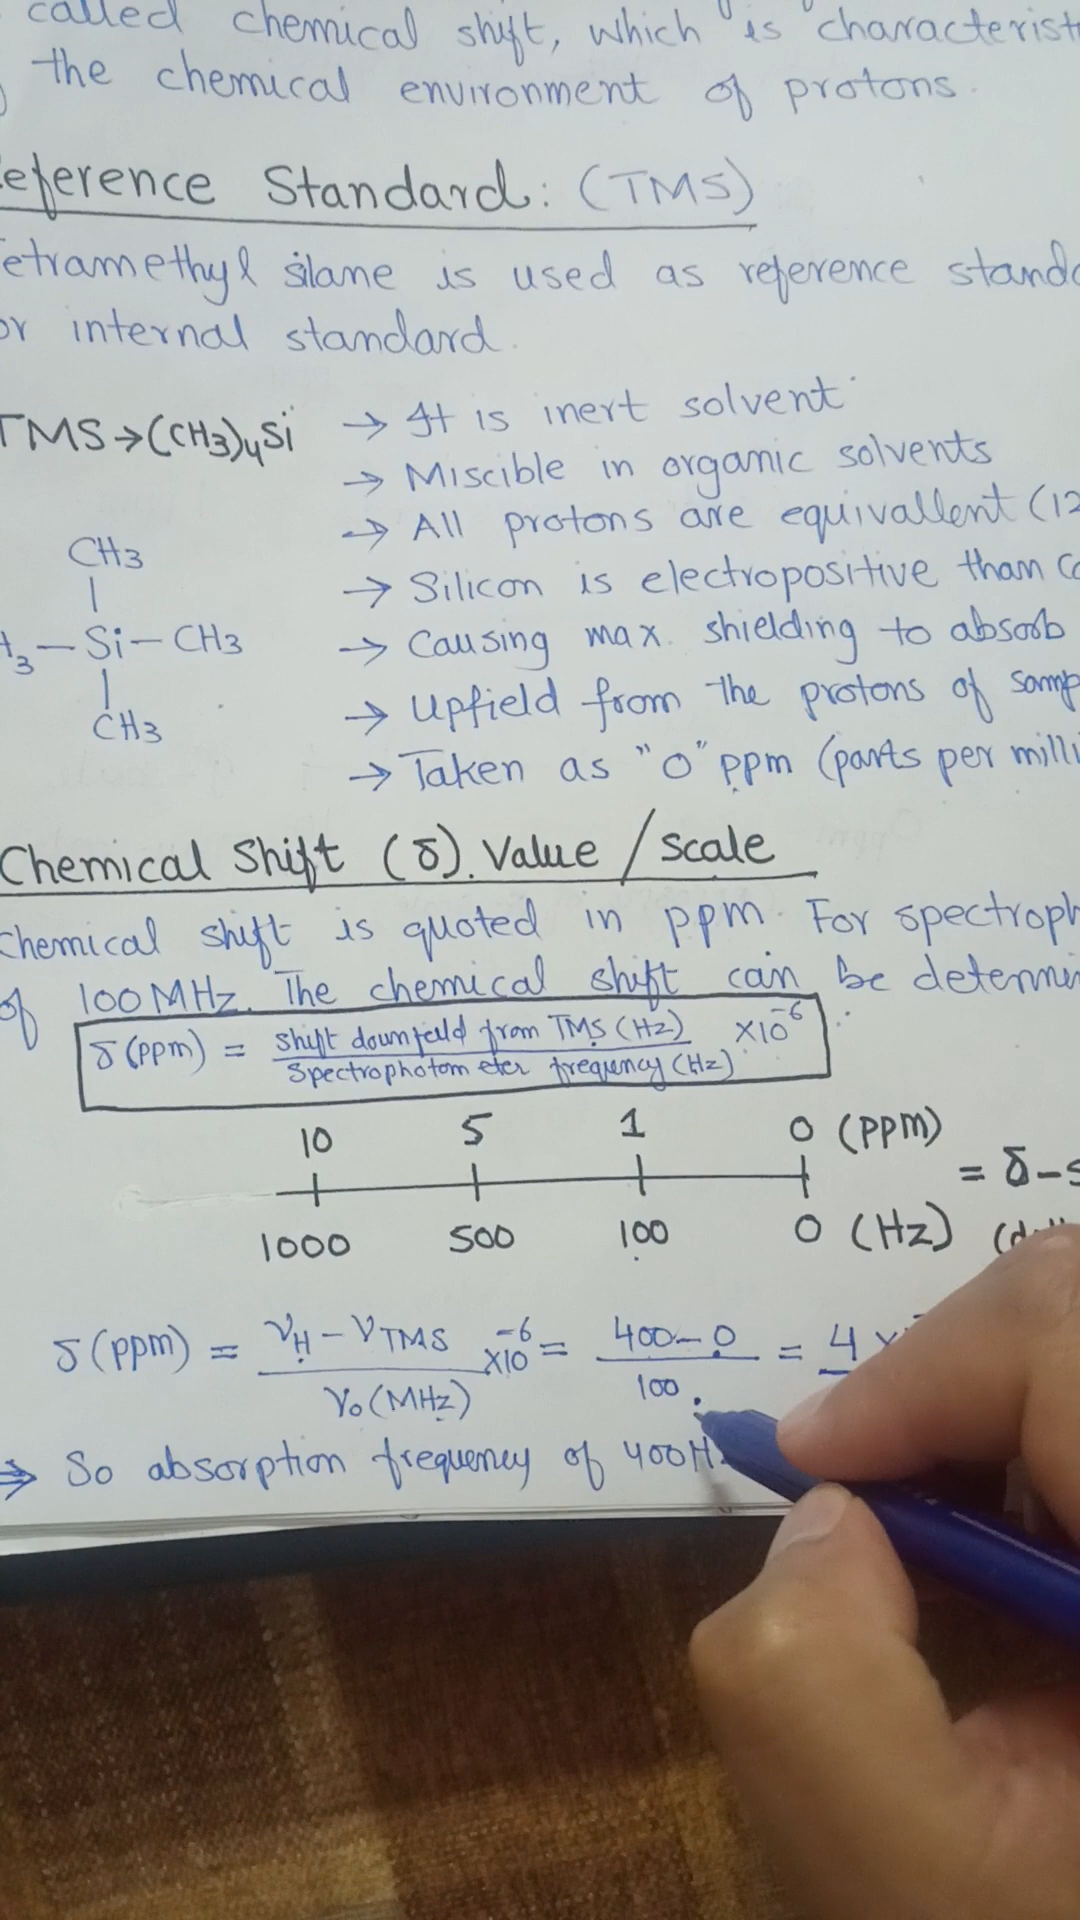 called chemical shift, which is characterist
the chemical environment of protons.
eference Standard: (TMS)
etramethyl silane is used as reference standa
or internal standard.
TMS→(CH3)4Si → It is inert solvent
→ Miscible in organic solvents
→ All protons are equivallent (12
CH3
→ Silicon is electropositive than Ca
H3—Si—CH3 → Causing max. shielding to absorb
CH3 → Upfield from the protons of samp
→ Taken as "0" ppm (parts per milli
Chemical Shift (δ). Value / Scale
Chemical shift is quoted in ppm. For spectroph
of 100 MHz. The chemical shift can be determin
δ (ppm) = Shift downfeild from TMS (Hz) / Spectrophotometer frequency (Hz) ×10⁻⁶ :
10 5 1 0 (ppm)
= δ-s
1000 500 100 0 (Hz)
δ (ppm) = νH − νTMS / ν0 (MHz) ×10⁻⁶ = 400−0 / 100 = 4 ×
⇒ So absorption frequency of 400H